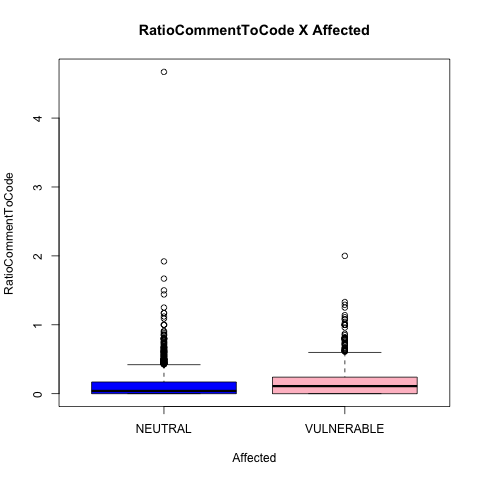 RatioCommentToCode X Affected
RatioCommentToCode
4
3
2
1
0
NEUTRAL
VULNERABLE
Affected